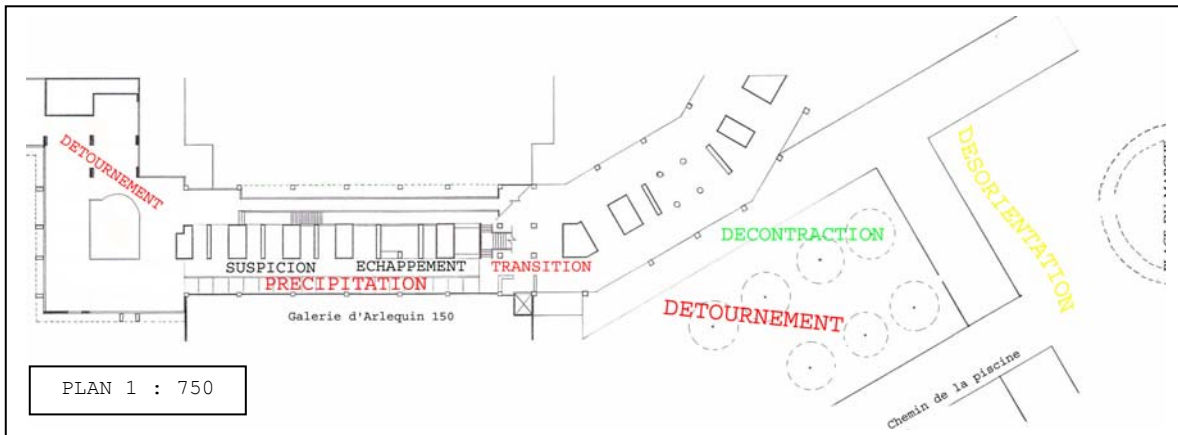 DETOURNEMENT
SUSPICION
ECHAPPEMENT
TRANSITION
PRECIPITATION
Galerie d'Arlequin 150
DECONTRACTION
DETOURNEMENT
DESORIENTATION
Chemin de la piscine
PLAN 1 : 750